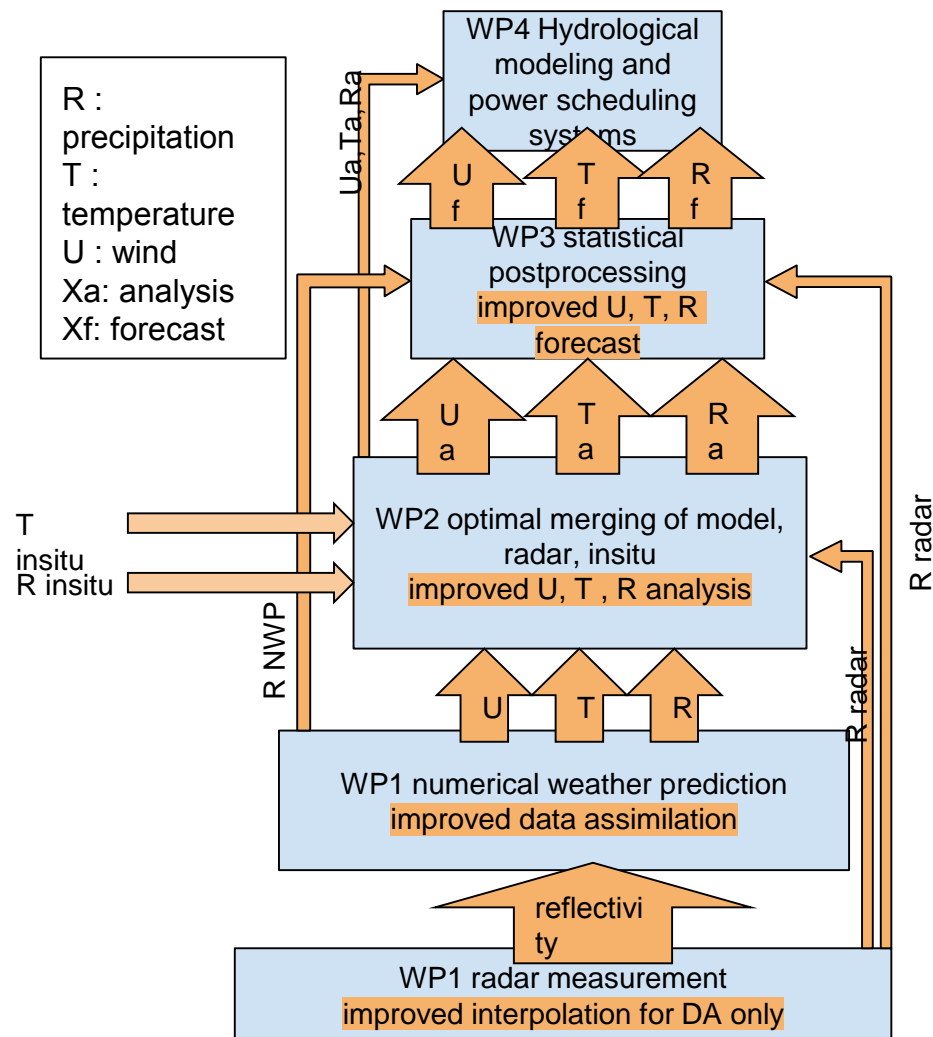 WP4 Hydrological
modeling and
power scheduling
systems
R :
precipitation
T :
temperature
U : wind
Xa: analysis
Xf: forecast
Ua,Ta,Ra
U
f
T
f
R
f
WP3 statistical
postprocessing
improved U, T, R
forecast
U
a
T
a
R
a
T
insitu
R insitu
WP2 optimal merging of model,
radar, insitu
improved U, T , R analysis
R radar
R NWP
R radar
U
T
R
WP1 numerical weather prediction
improved data assimilation
reflectivi
ty
WP1 radar measurement
improved interpolation for DA only